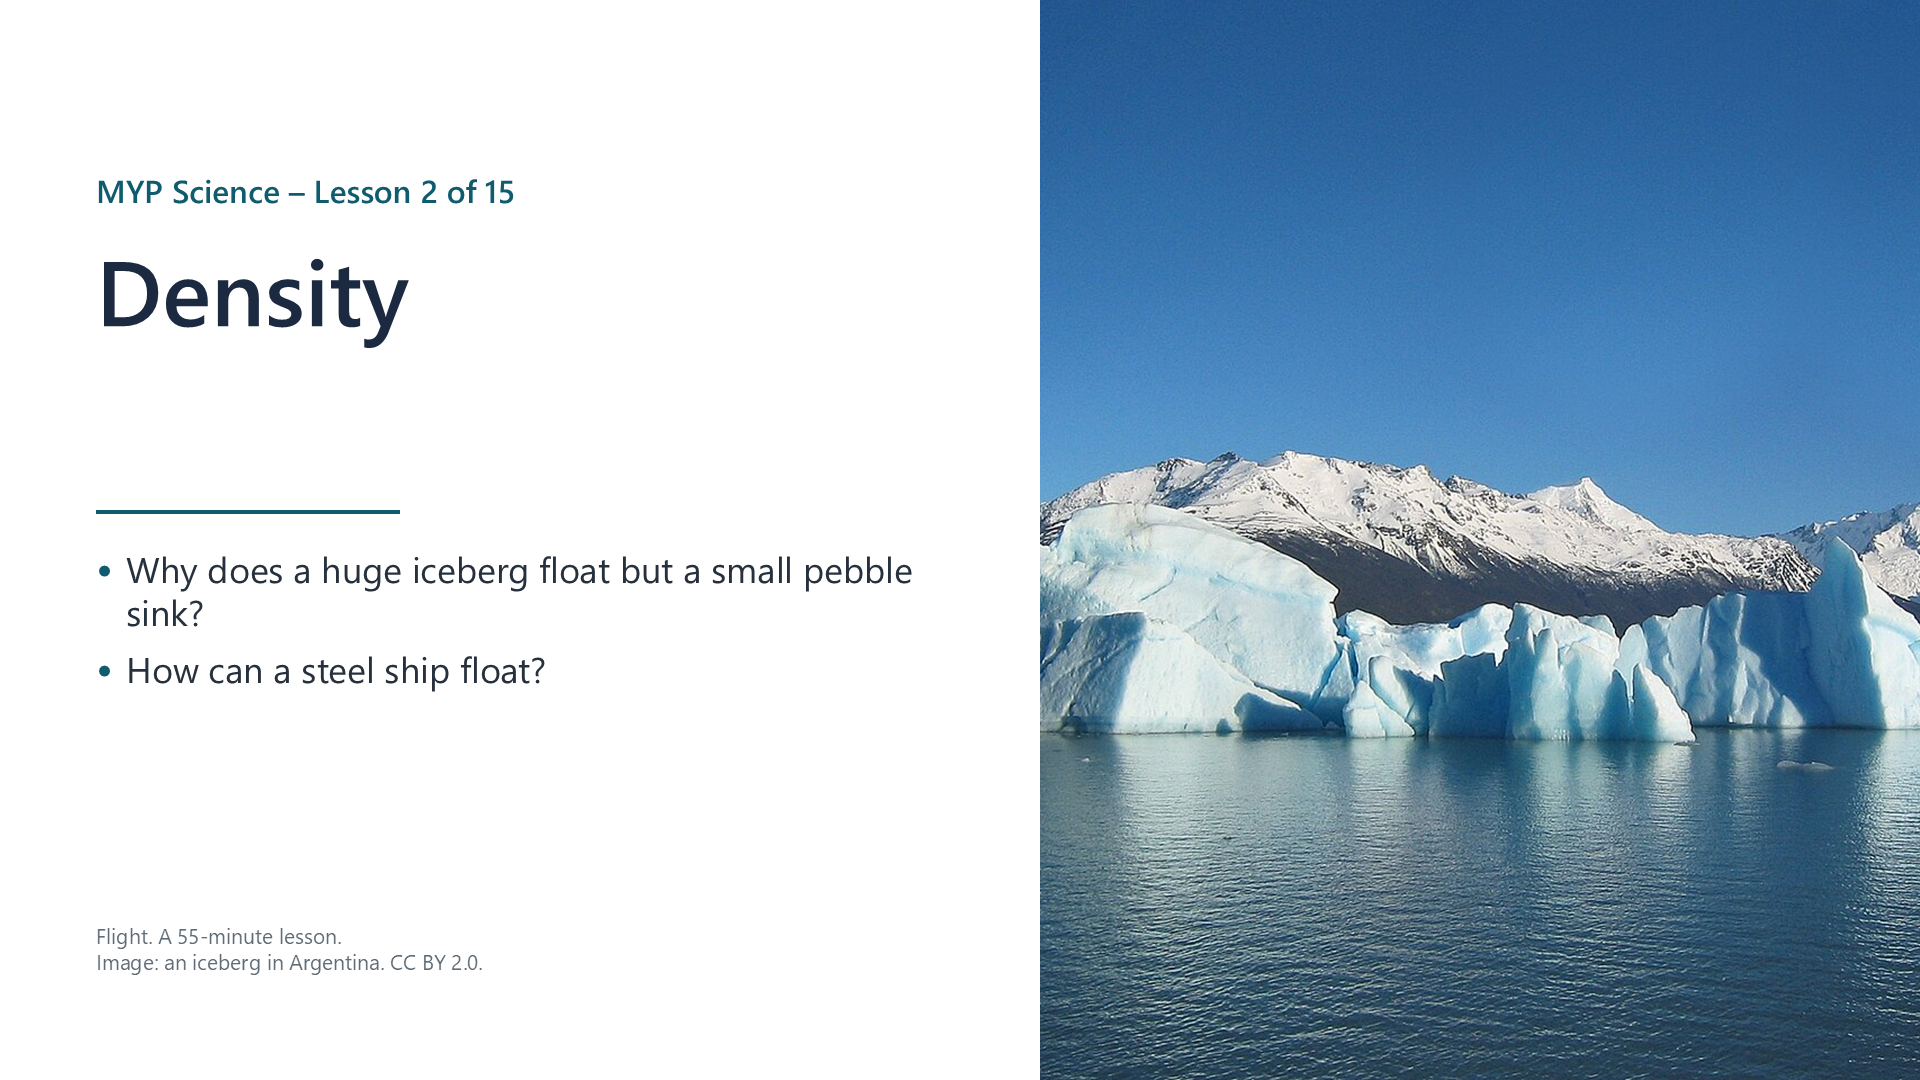 MYP Science – Lesson 2 of 15
Density
• Why does a huge iceberg float but a small pebble
sink?
• How can a steel ship float?
Flight. A 55-minute lesson.
Image: an iceberg in Argentina. CC BY 2.0.